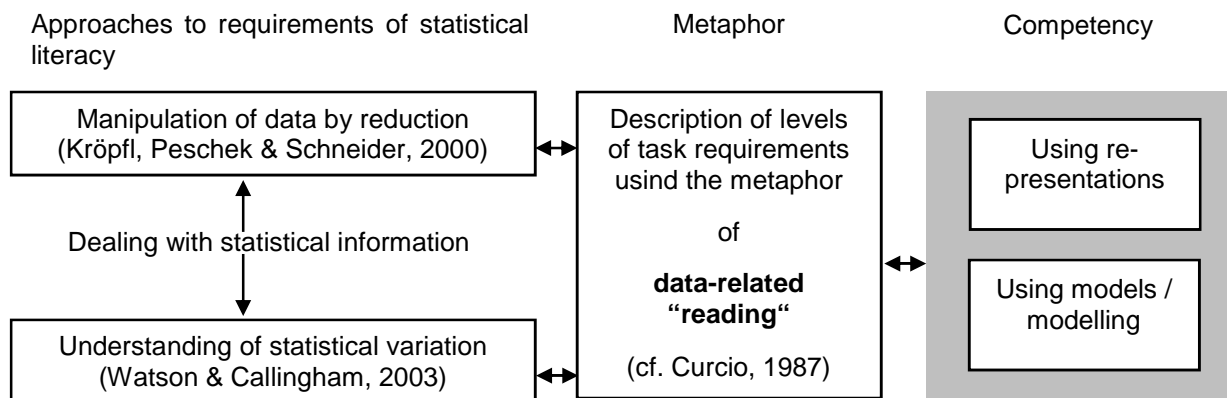 Approaches to requirements of statistical
literacy
Metaphor
Competency
Manipulation of data by reduction
(Kröpfl, Peschek & Schneider, 2000)
Dealing with statistical information
Understanding of statistical variation
(Watson & Callingham, 2003)
Description of levels
of task requirements
usind the metaphor
of
data-related
“reading“
(cf. Curcio, 1987)
Using re-
presentations
Using models /
modelling